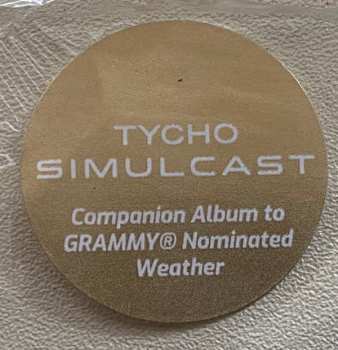 TYCHO
SIMULCAST
Companion Album to
GRAMMY® Nominated
Weather